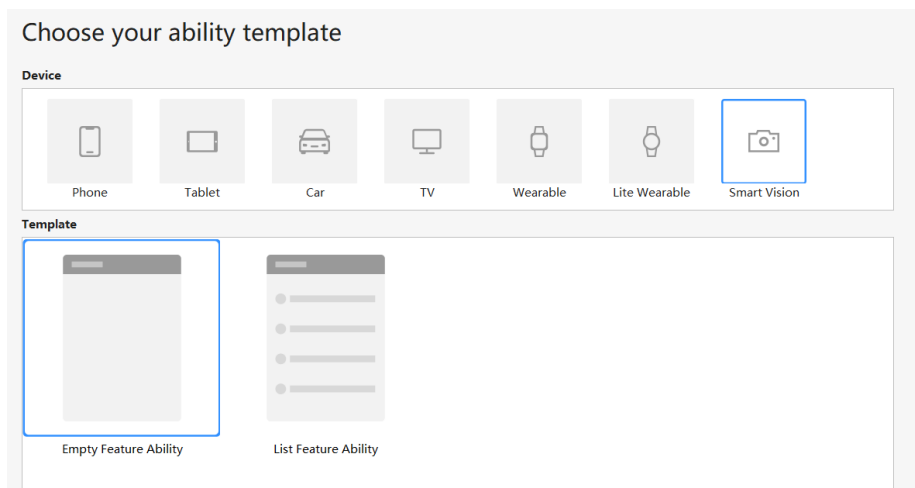 Choose your ability template
Device
Phone Tablet Car TV Wearable Lite Wearable Smart Vision
Template
Empty Feature Ability List Feature Ability